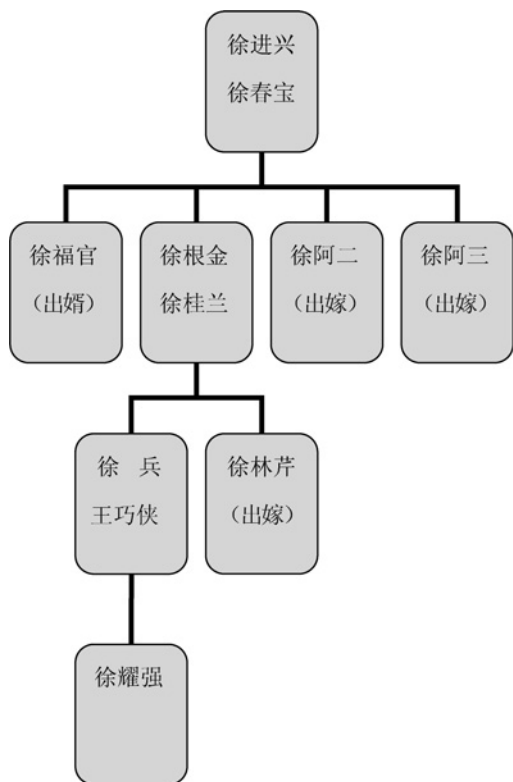 徐进兴
徐春宝
徐福官
（出婿）
徐根金
徐桂兰
徐阿二
（出嫁）
徐阿三
（出嫁）
徐 兵
王巧侠
徐林芹
（出嫁）
徐耀强